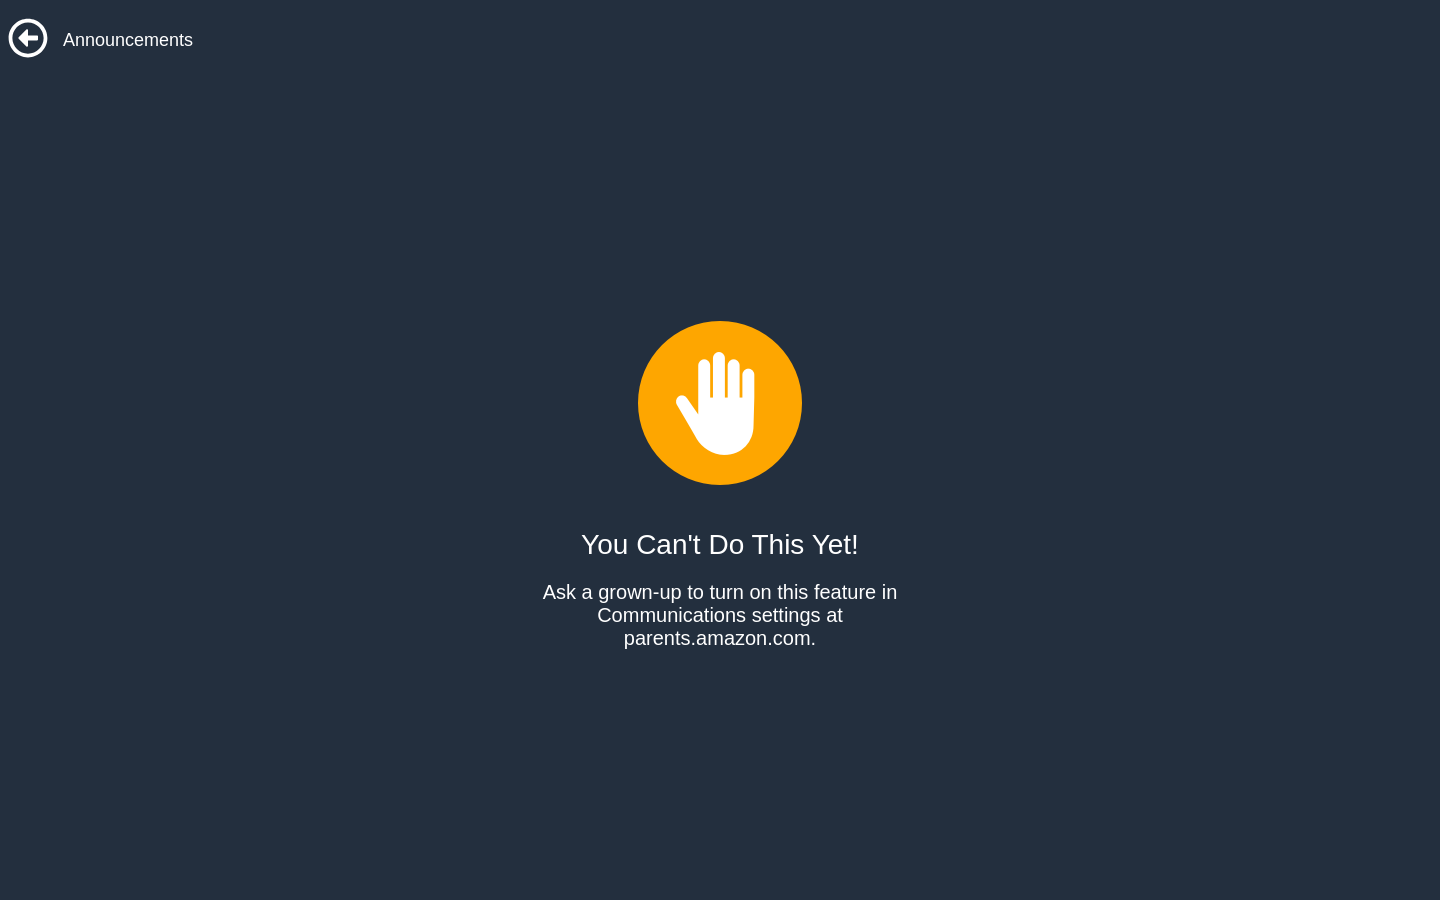 Announcements
You Can't Do This Yet!
Ask a grown-up to turn on this feature in
Communications settings at
parents.amazon.com.